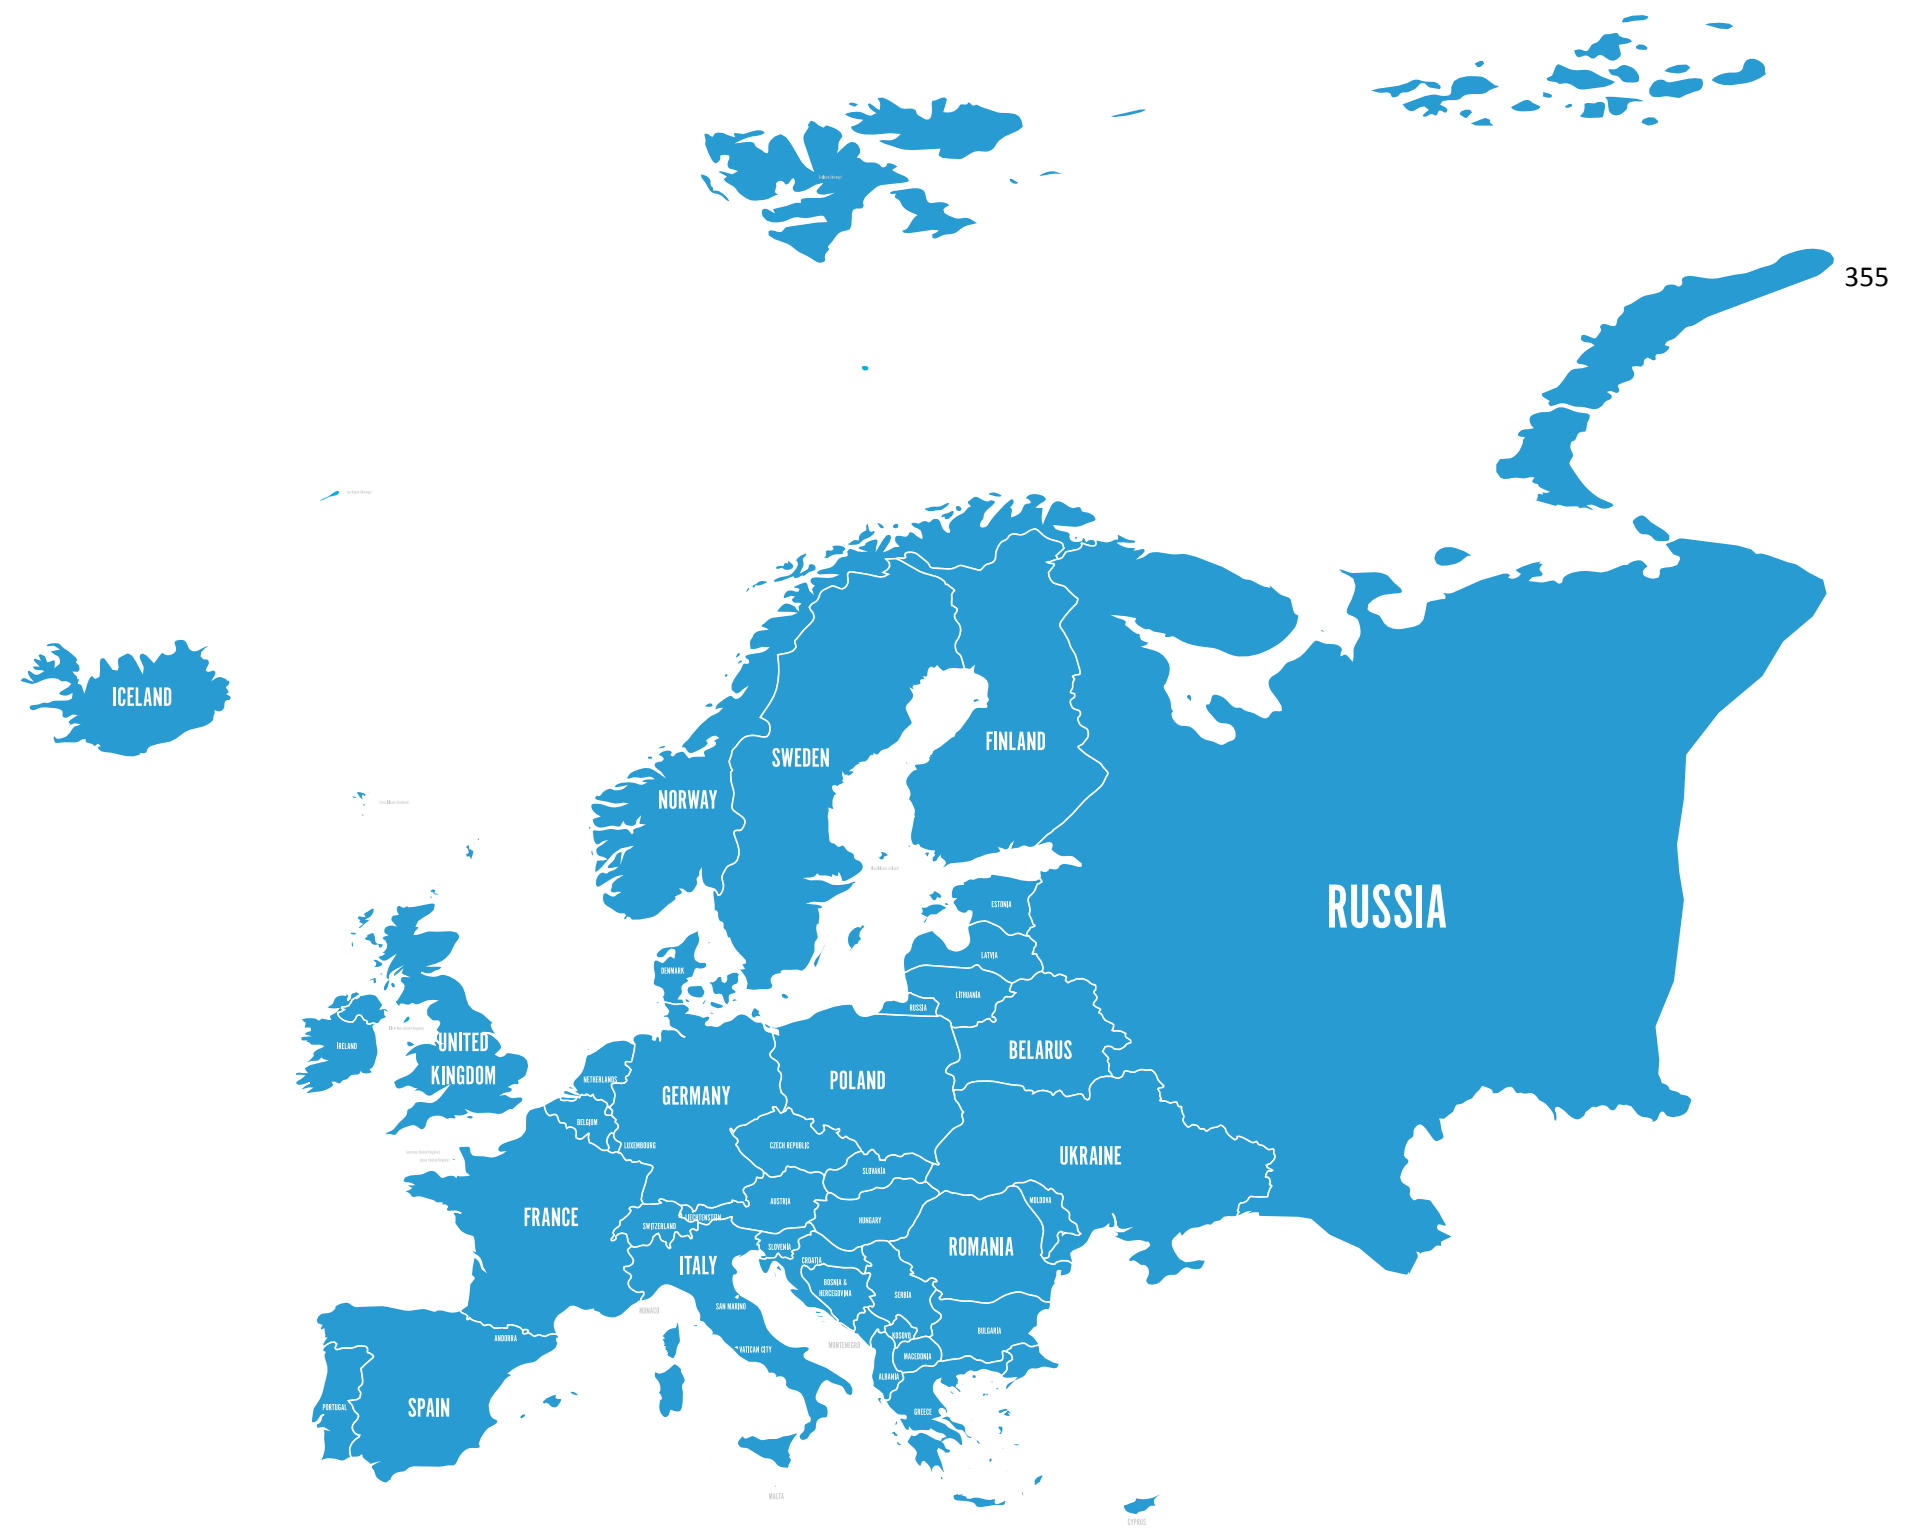 355
ICELAND
SWEDEN
FINLAND
NORWAY
RUSSIA
ESTONIA
LATVIA
DENMARK
LITHUANIA
RUSSIA
IRELAND
UNITED
KINGDOM
BELARUS
NETHERLANDS
GERMANY
POLAND
BELGIUM
LUXEMBOURG
CZECH REPUBLIC
UKRAINE
SLOVAKIA
AUSTRIA
MOLDOVA
FRANCE
SWITZERLAND
LIECHTENSTEIN
HUNGARY
ROMANIA
SLOVENIA
ITALY
CROATIA
BOSNIA &
HERCEGOVINA
SERBIA
SAN MARINO
MONACO
ANDORRA
BULGARIA
KOSOVO
MONTENEGRO
VATICAN CITY
MACEDONIA
ALBANIA
PORTUGAL
SPAIN
GREECE
MALTA
CYPRUS